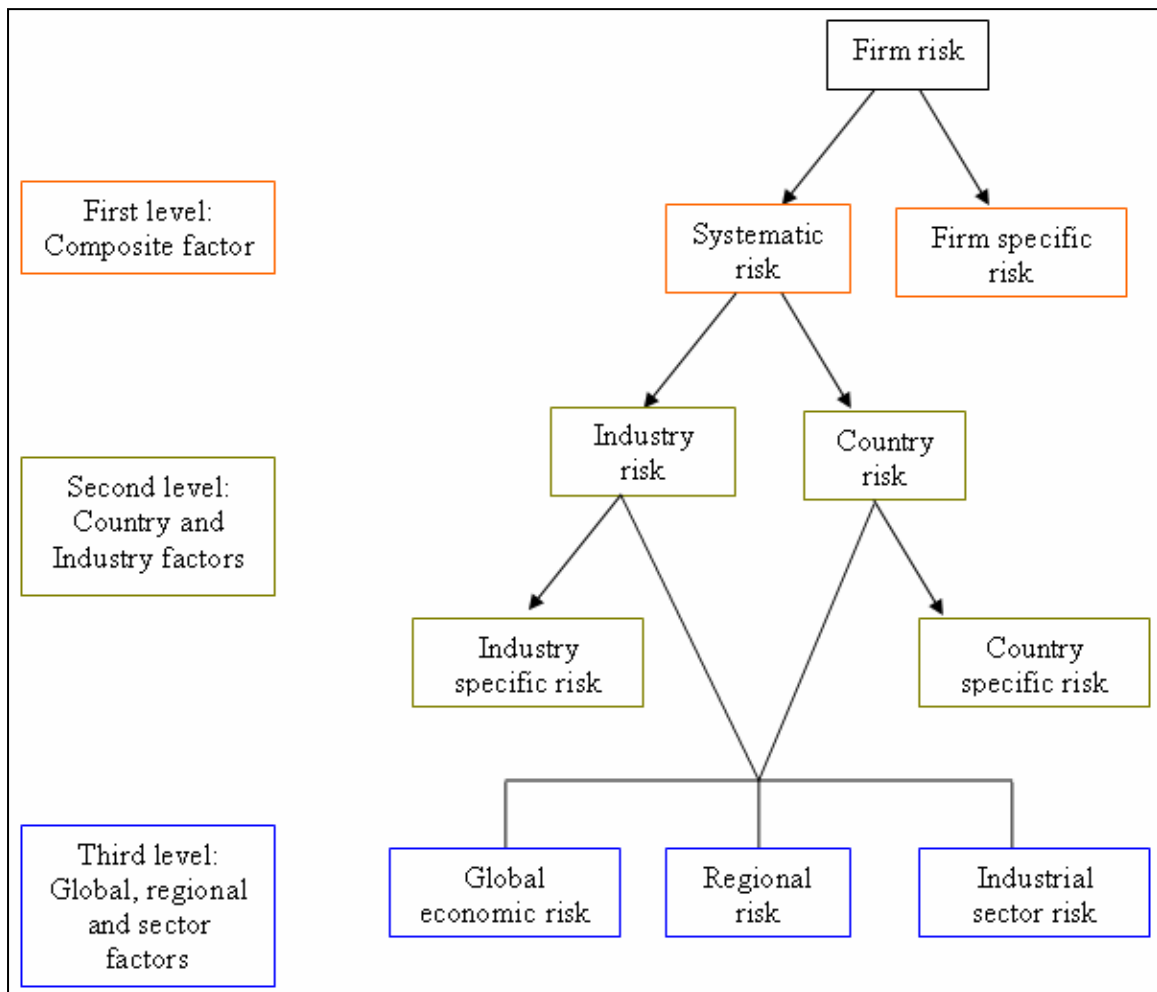 Firm risk
First level:
Composite factor
Systematic
risk
Firm specific
risk
Industry
risk
Country
risk
Second level:
Country and
Industry factors
Industry
specific risk
Country
specific risk
Third level:
Global, regional
and sector
factors
Global
economic risk
Regional
risk
Industrial
sector risk